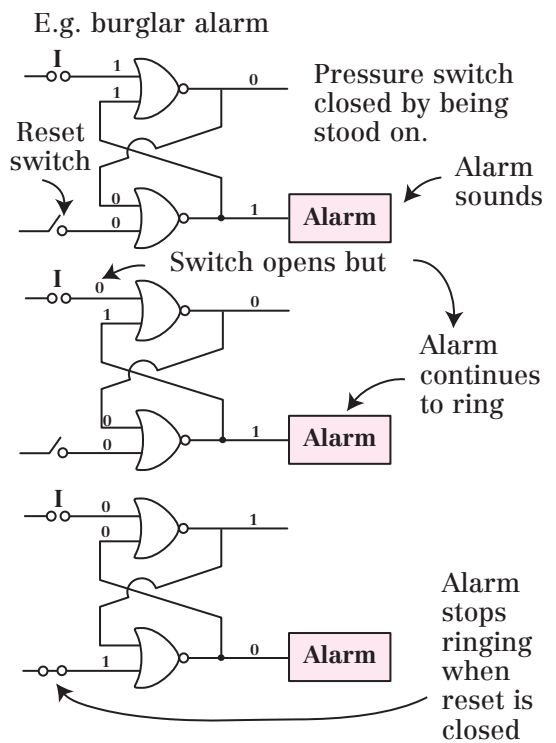 E.g. burglar alarm
I
1
0
1
Pressure switch
closed by being
stood on.
Reset
switch
0
0
1
Alarm
Alarm
sounds
Switch opens but
I
0
0
1
Alarm
continues
to ring
0
0
1
Alarm
I
0
1
0
Alarm
stops
ringing
when
reset is
closed
1
0
Alarm